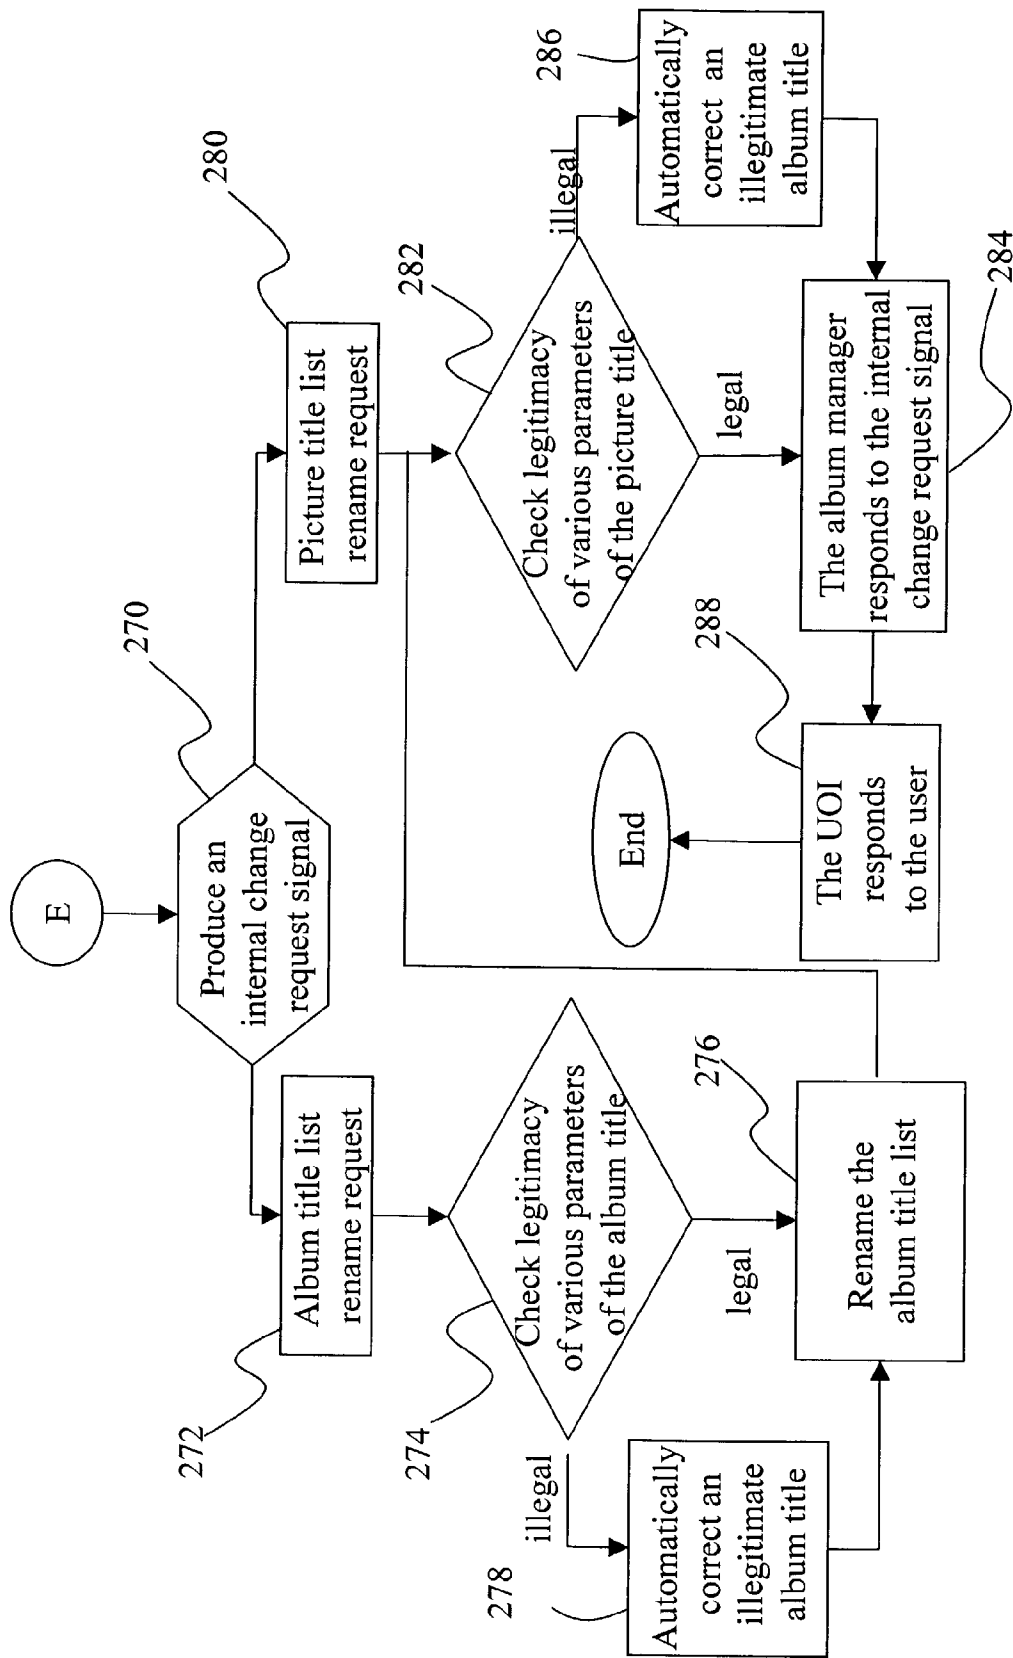 E
270
Produce an
internal change
request signal
272
Album title list
rename request
280
Picture title list
rename request
274
Check legitimacy
of various parameters
of the album title
282
Check legitimacy
of various parameters
of the picture title
illegal
legal
illegal
legal
278
Automatically
correct an
illegitimate
album title
276
Rename the
album title list
End
288
The UOI
responds
to the user
The album manager
responds to the internal
change request signal
284
286
Automatically
correct an
illegitimate
album title